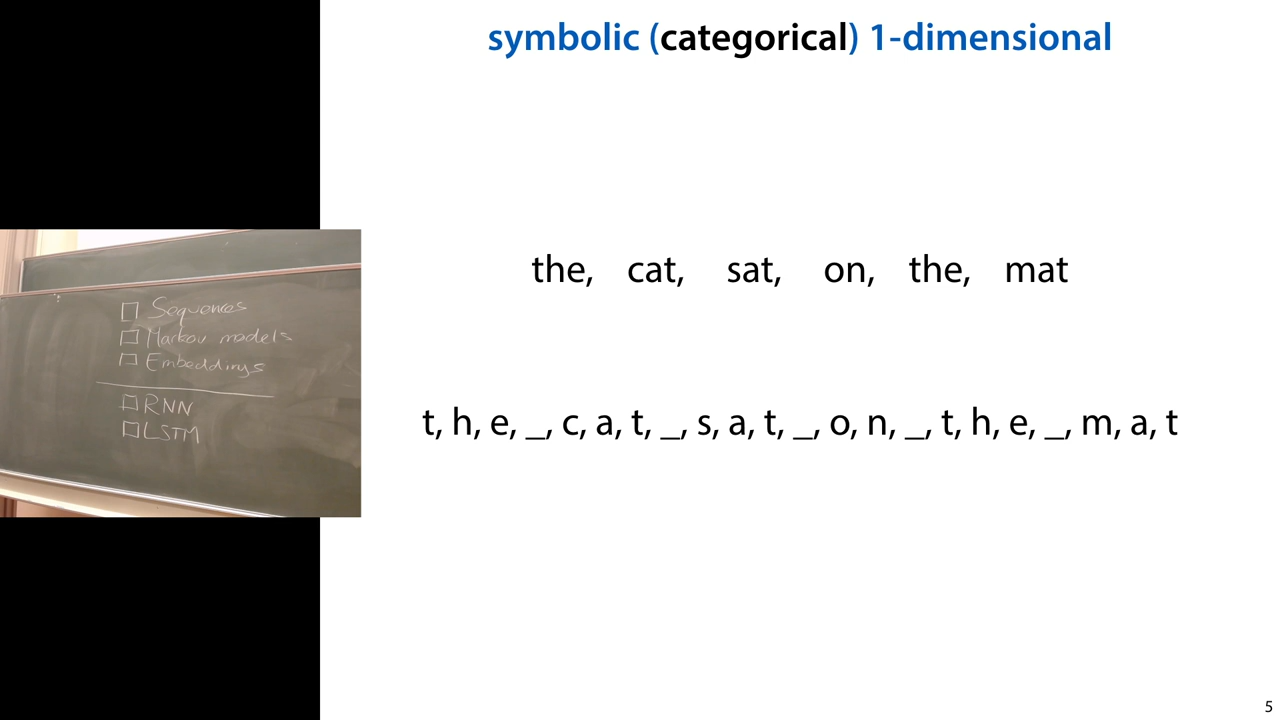 symbolic (categorical) 1-dimensional
the, cat, sat, on, the, mat
t, h, e, _, c, a, t, _, s, a, t, _, o, n, _, t, h, e, _, m, a, t
Sequences
Markov models
Embeddings
RNN
LSTM
5